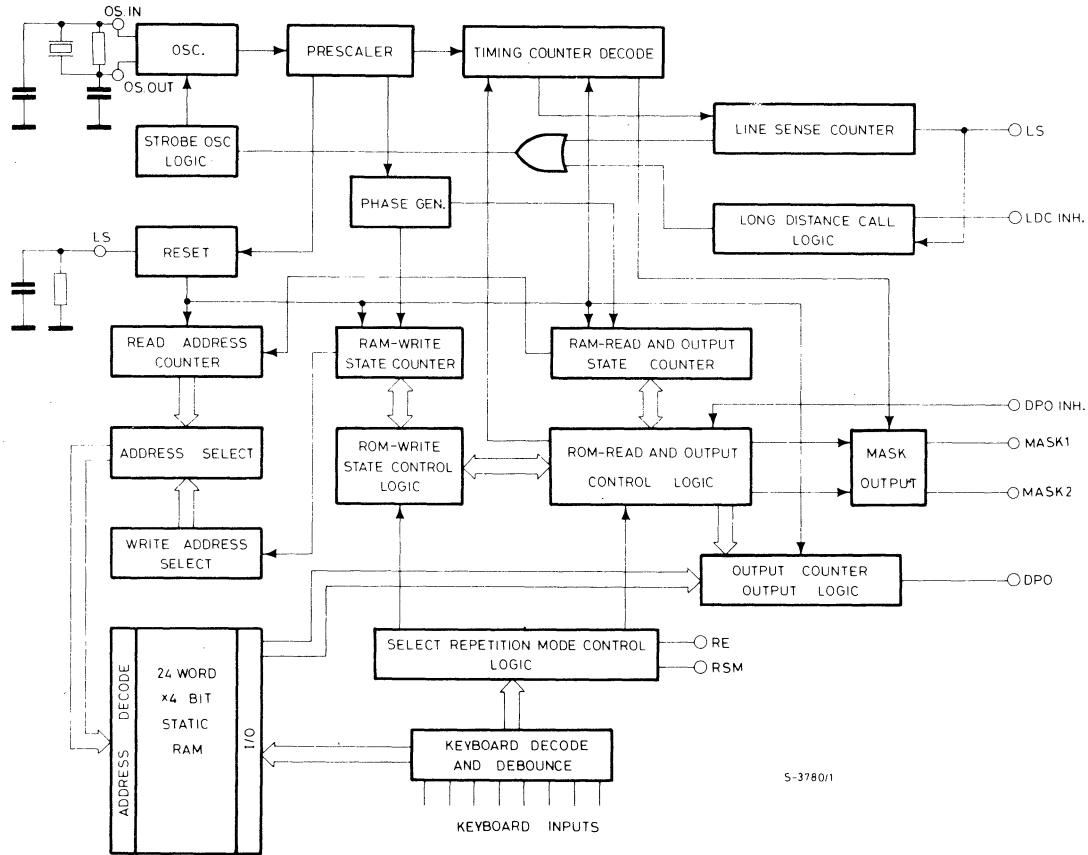 OS. IN
OSC.
PRESCALER
TIMING COUNTER DECODE
OS. OUT
STROBE OSC
LOGIC
LINE SENSE COUNTER
LS
PHASE GEN.
LONG DISTANCE CALL
LOGIC
LDC INH.
LS
RESET
READ ADDRESS
COUNTER
RAM-WRITE
STATE COUNTER
RAM-READ AND OUTPUT
STATE COUNTER
DPO INH.
ADDRESS SELECT
ROM-WRITE
STATE CONTROL
LOGIC
ROM-READ AND OUTPUT
CONTROL LOGIC
MASK
OUTPUT
MASK1
MASK2
WRITE ADDRESS
SELECT
OUTPUT COUNTER
OUTPUT LOGIC
DPO
ADDRESS DECODE
24 WORD
×4 BIT
STATIC
RAM
I/O
SELECT REPETITION MODE CONTROL
LOGIC
RE
RSM
KEYBOARD DECODE
AND DEBOUNCE
KEYBOARD INPUTS
S-3780/1